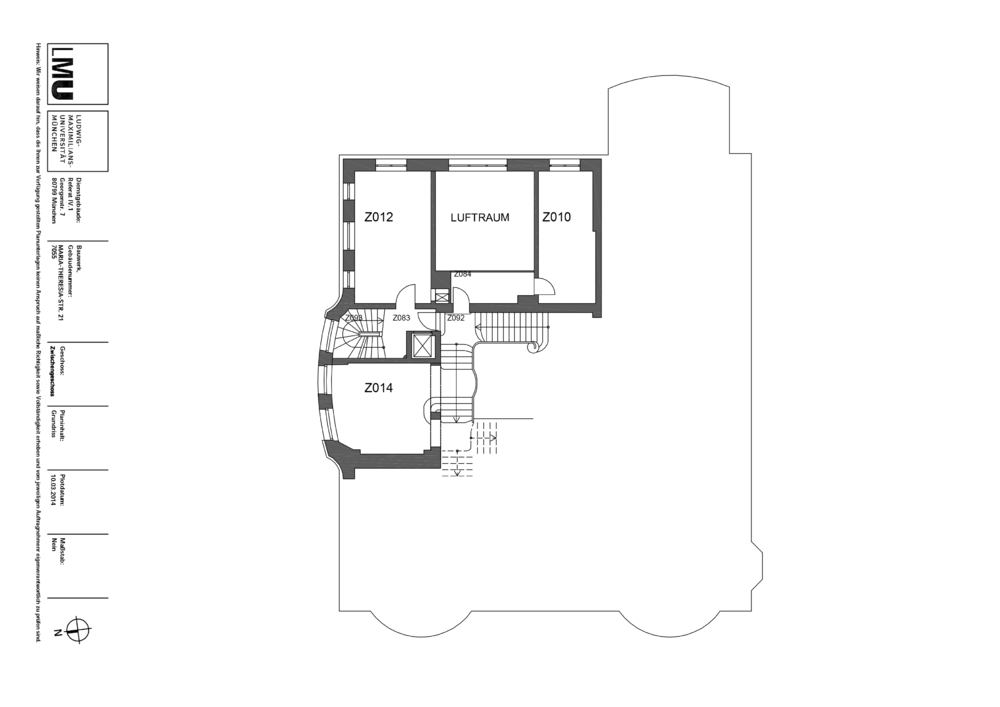 LMU
LUDWIG-
MAXIMILIANS-
UNIVERSITÄT
MÜNCHEN
Dienstgebäude:
Referat IV.1
Georgenstr. 7
80799 München
Bauwerk,
Gebäudenummer:
MARIA-THERESIA-STR. 21
7055
Geschoss:
Zwischengeschoss
Planinhalt:
Grundriss
Plotdatum:
10.03.2014
Maßstab:
Nein
N
Hinweis: Wir weisen darauf hin, dass die Ihnen zur Verfügung gestellten Planunterlagen keinen Anspruch auf maßliche Richtigkeit sowie Vollständigkeit erheben und vom jeweiligen Auftragnehmer eigenverantwortlich zu prüfen sind.
Z012
LUFTRAUM
Z010
Z084
Z093
Z083
Z092
Z014